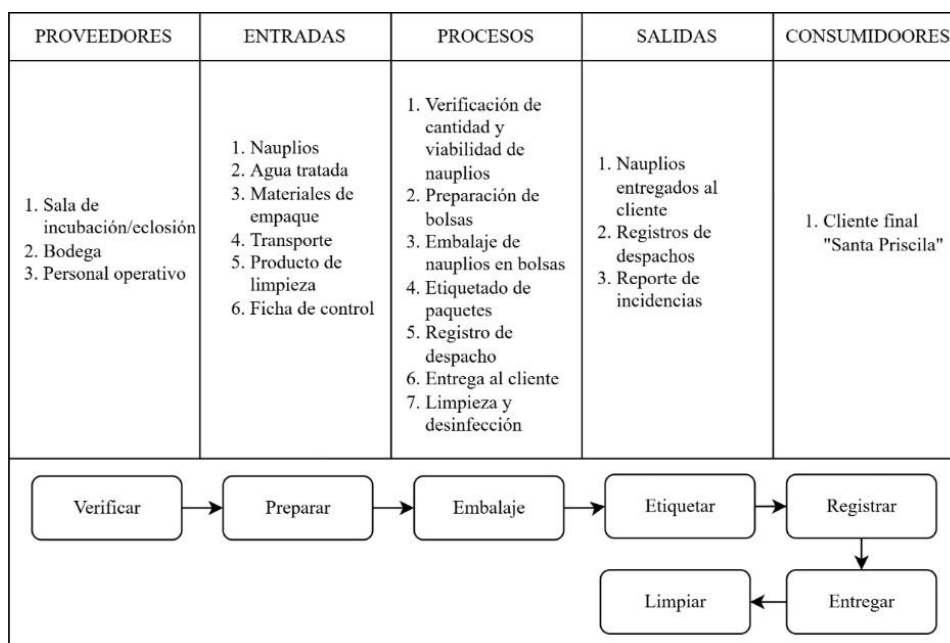 PROVEEDORES
ENTRADAS
PROCESOS
SALIDAS
CONSUMIDOORES
1. Sala de
incubación/eclosión
2. Bodega
3. Personal operativo
1. Nauplios
2. Agua tratada
3. Materiales de
empaque
4. Transporte
5. Producto de
limpieza
6. Ficha de control
1. Verificación de
cantidad y
viabilidad de
nauplios
2. Preparación de
bolsas
3. Embalaje de
nauplios en bolsas
4. Etiquetado de
paquetes
5. Registro de
despacho
6. Entrega al cliente
7. Limpieza y
desinfección
1. Nauplios
entregados al
cliente
2. Registros de
despachos
3. Reporte de
incidencias
1. Cliente final
"Santa Priscila"
Verificar
Preparar
Embalaje
Etiquetar
Registrar
Entregar
Limpiar